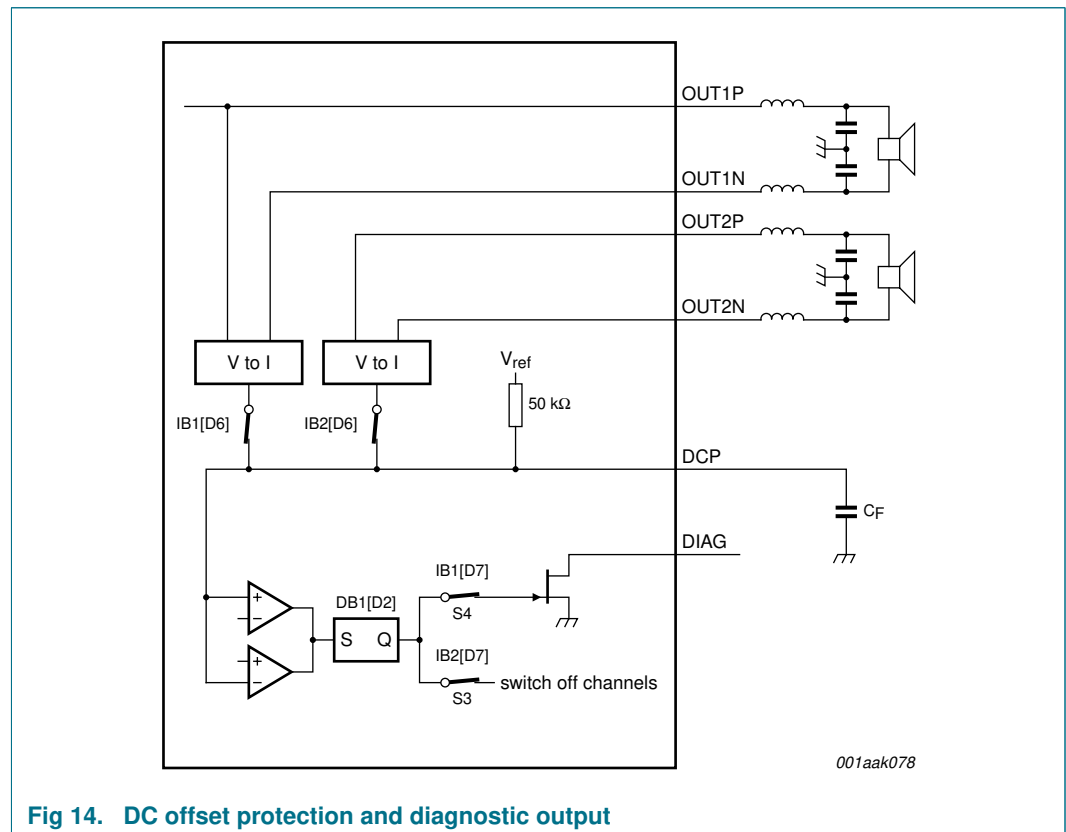 OUT1P
OUT1N
OUT2P
OUT2N
V to I
V to I
Vref
50 kΩ
IB1[D6]
IB2[D6]
DCP
CF
DIAG
IB1[D7]
DB1[D2]
S4
+
−
S Q
IB2[D7]
+
−
switch off channels
S3
001aak078
Fig 14. DC offset protection and diagnostic output